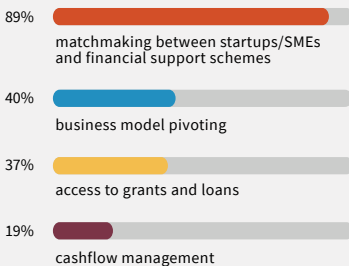 89%
matchmaking between startups/SMEs
and financial support schemes
40%
business model pivoting
37%
access to grants and loans
19%
cashflow management